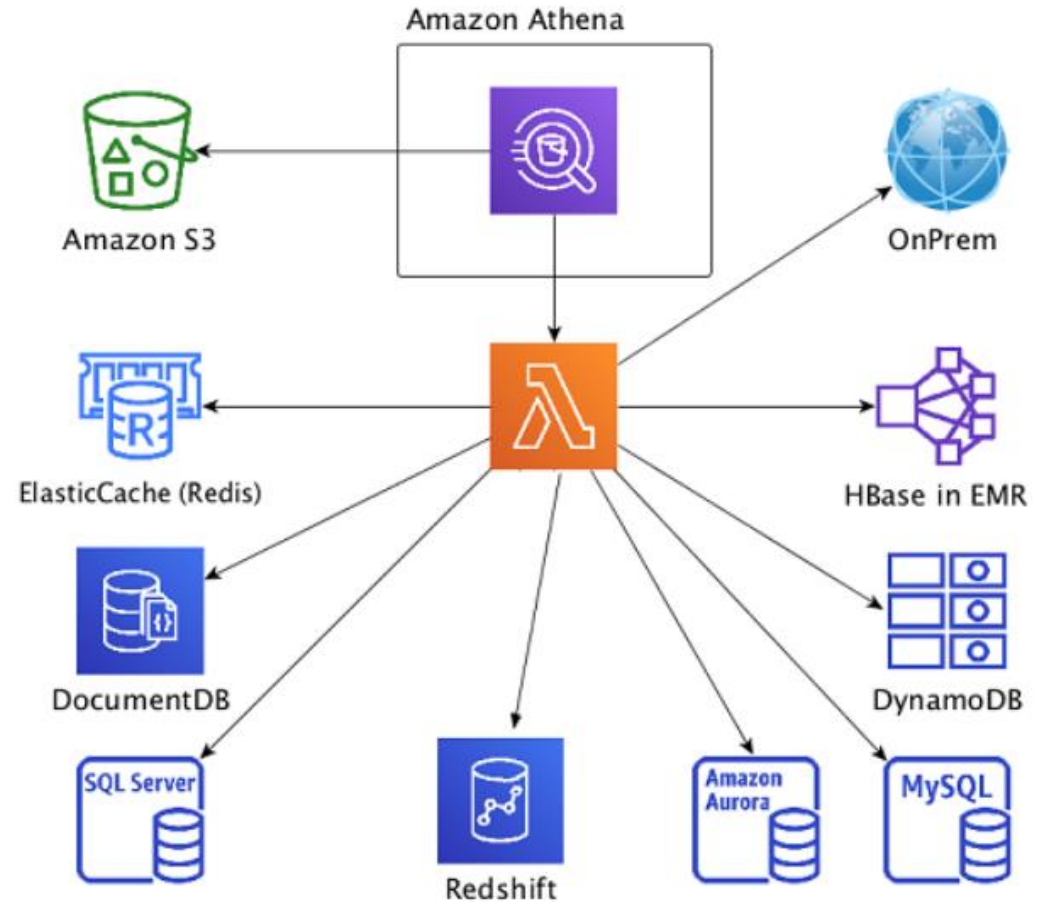 Amazon Athena
Amazon S3
OnPrem
R
ElasticCache (Redis)
HBase in EMR
{}
DocumentDB
DynamoDB
SQL Server
Redshift
Amazon
Aurora
MySQL